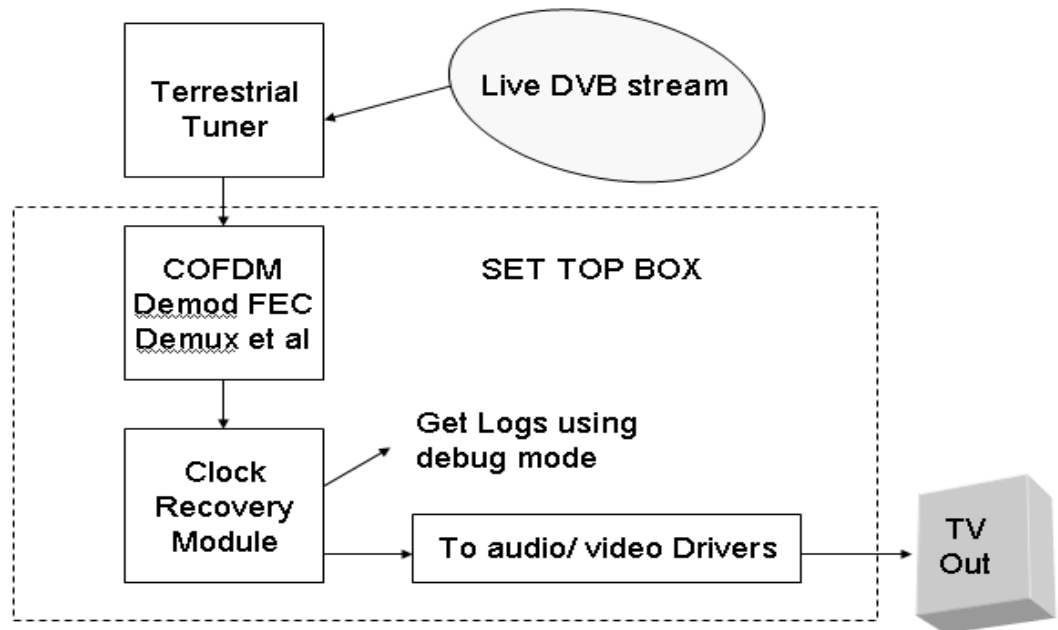 Terrestrial
Tuner
Live DVB stream
COFDM
Demod FEC
Demux et al
SET TOP BOX
Get Logs using
debug mode
Clock
Recovery
Module
To audio/ video Drivers
TV
Out